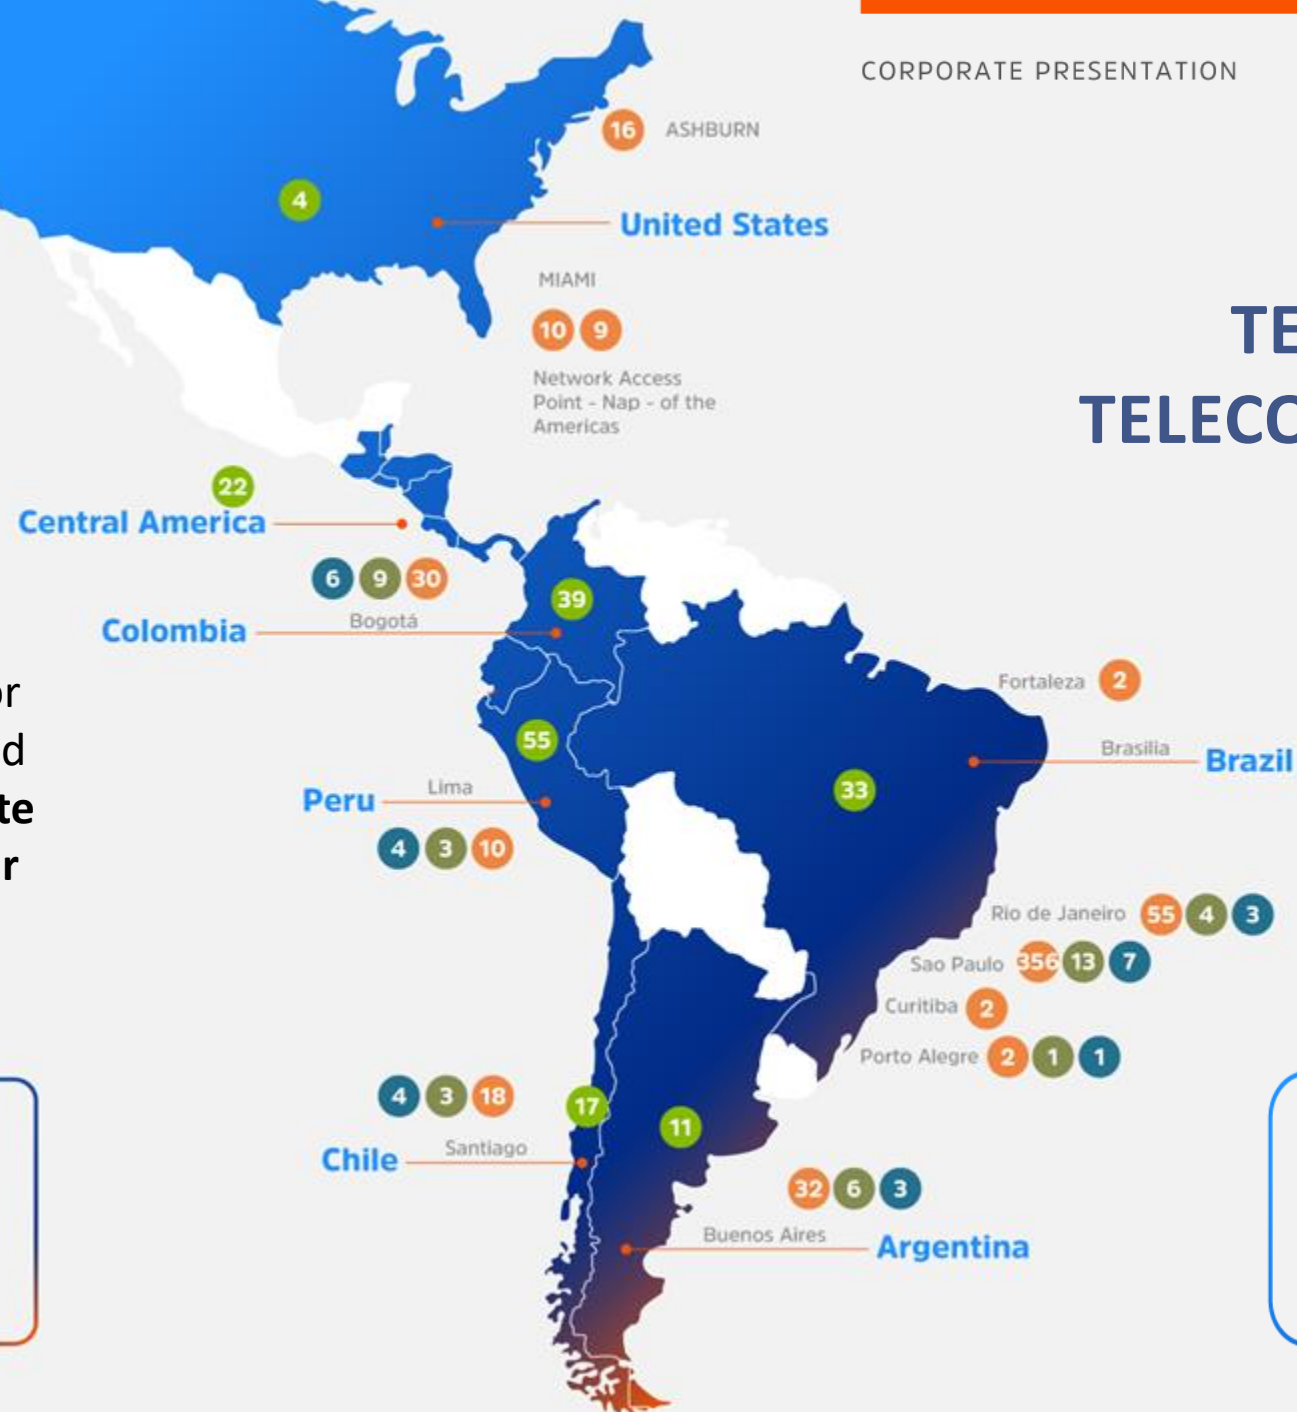 CORPORATE PRESENTATION
16 ASHBURN
4
United States
MIAMI
10 9
Network Access
Point - Nap - of the
Americas
TE
TELECO
22
Central America
6 9 30
39
Bogotá
Colombia
or
d
te
r
Fortaleza 2
55
Brasilia
Brazil
33
Lima
Peru
4 3 10
Rio de Janeiro 55 4 3
Sao Paulo 356 13 7
Curitiba 2
Porto Alegre 2 1 1
4 3 18
17
11
Santiago
Chile
32 6 3
Buenos Aires
Argentina